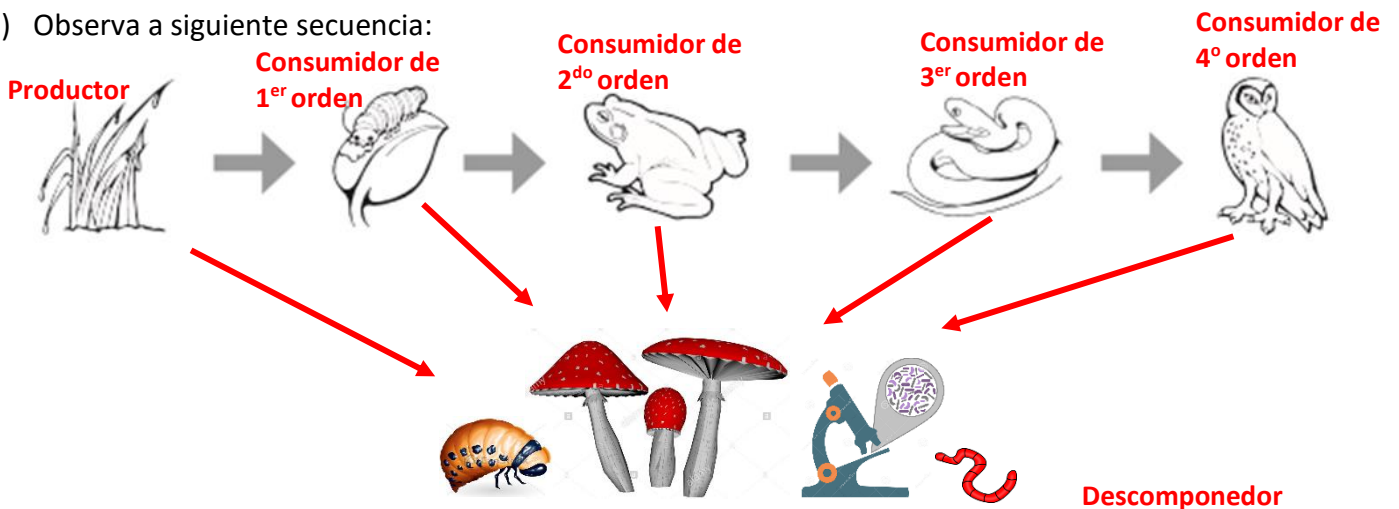 ) Observa a siguiente secuencia:
Productor
Consumidor de
1er orden
Consumidor de
2do orden
Consumidor de
3er orden
Consumidor de
4o orden
Descomponedor